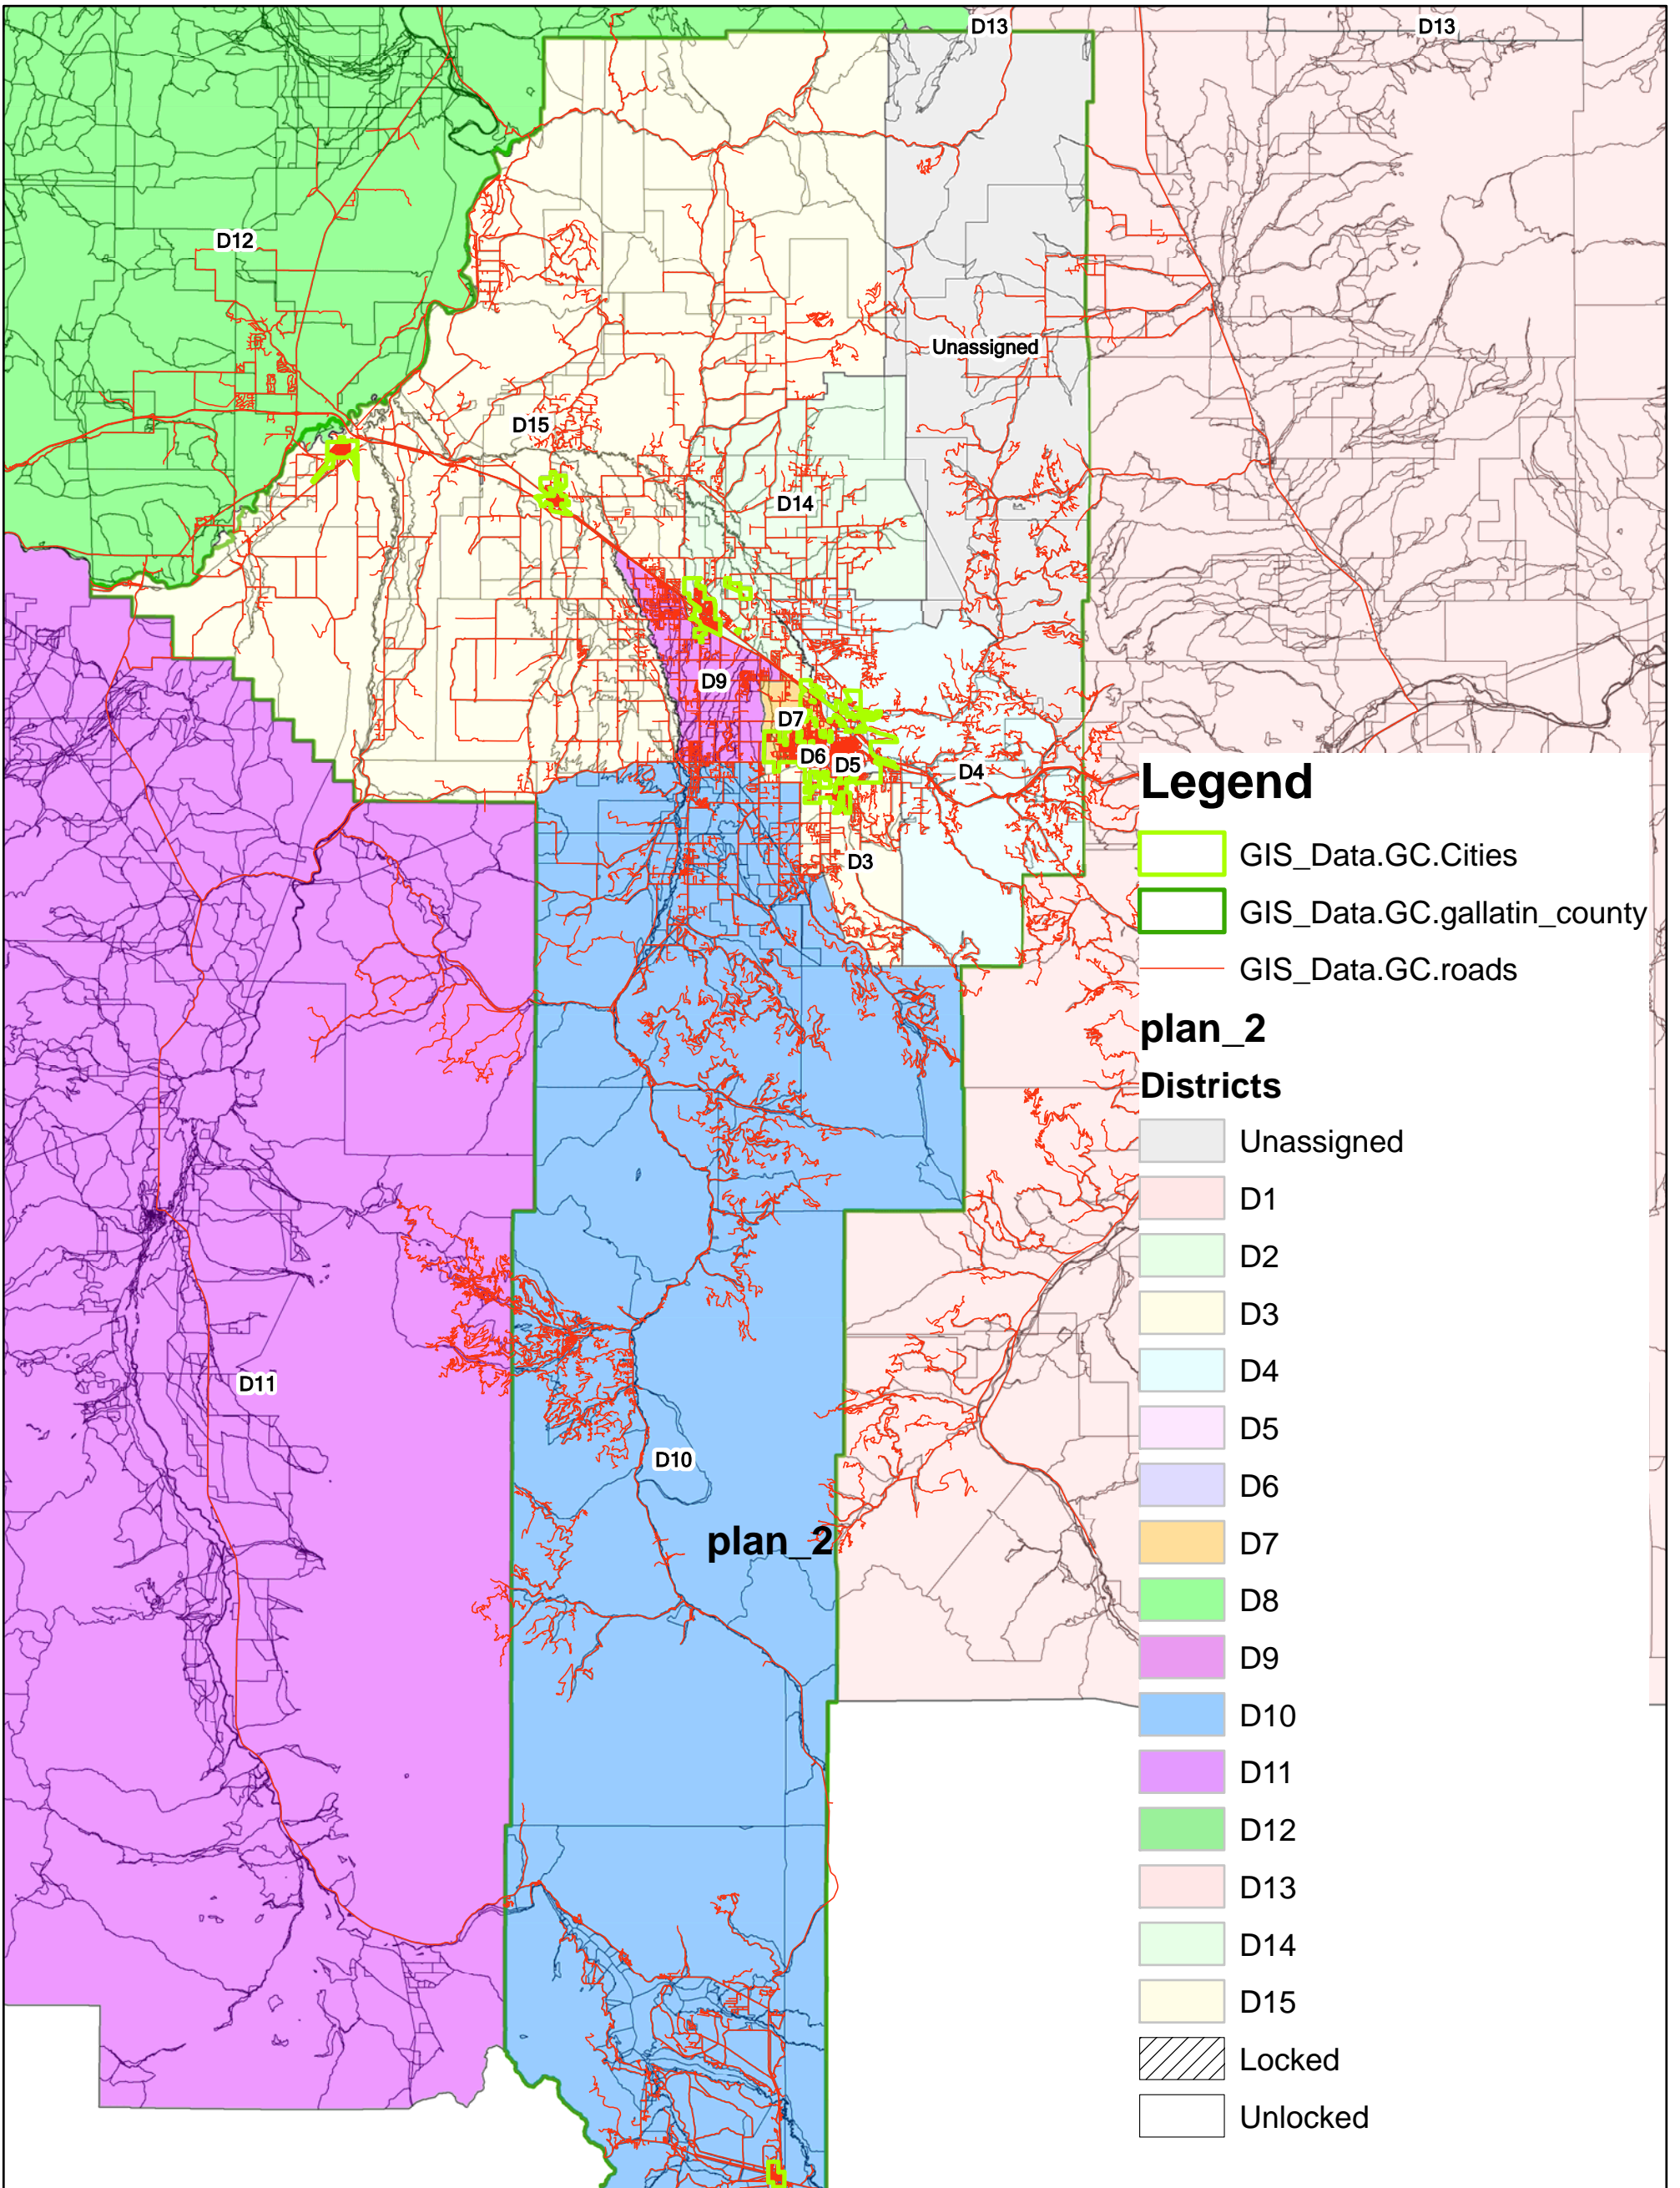 D13
D13
D12
Unassigned
D15
D14
D9
D7
D6
D5
D4
D3
D11
D10
plan_2
Legend
GIS_Data.GC.Cities
GIS_Data.GC.gallatin_county
GIS_Data.GC.roads
plan_2
Districts
Unassigned
D1
D2
D3
D4
D5
D6
D7
D8
D9
D10
D11
D12
D13
D14
D15
Locked
Unlocked